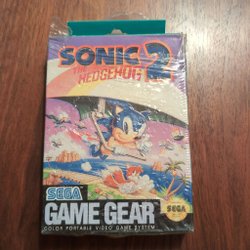 SONIC
THE
HEDGEHOG 2
SEGA
GAME GEAR
COLOR PORTABLE VIDEO GAME SYSTEM
SEGA